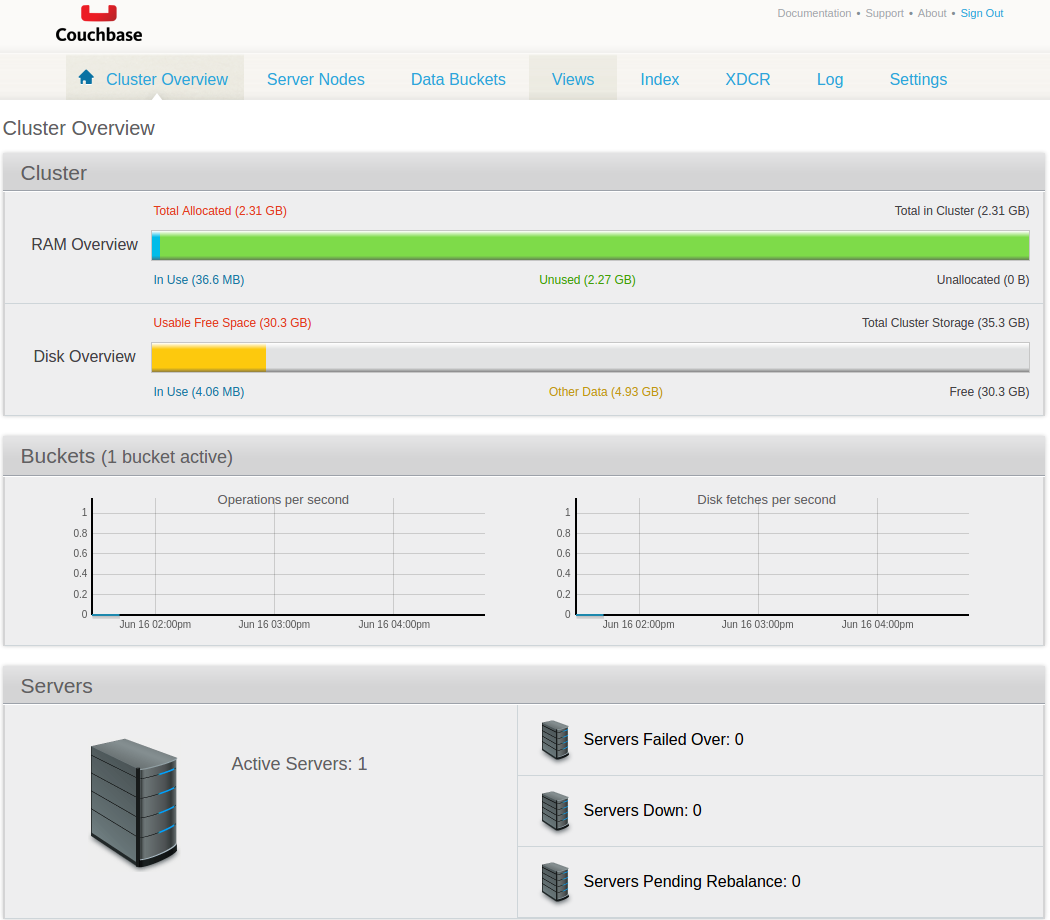 Couchbase
Documentation • Support • About • Sign Out
Cluster Overview Server Nodes Data Buckets Views Index XDCR Log Settings
Cluster Overview
Cluster
Total Allocated (2.31 GB) Total in Cluster (2.31 GB)
RAM Overview
In Use (36.6 MB) Unused (2.27 GB) Unallocated (0 B)
Usable Free Space (30.3 GB) Total Cluster Storage (35.3 GB)
Disk Overview
In Use (4.06 MB) Other Data (4.93 GB) Free (30.3 GB)
Buckets (1 bucket active)
Operations per second
1
0.8
0.6
0.4
0.2
0
Jun 16 02:00pm Jun 16 03:00pm Jun 16 04:00pm
Disk fetches per second
1
0.8
0.6
0.4
0.2
0
Jun 16 02:00pm Jun 16 03:00pm Jun 16 04:00pm
Servers
Active Servers: 1
Servers Failed Over: 0
Servers Down: 0
Servers Pending Rebalance: 0